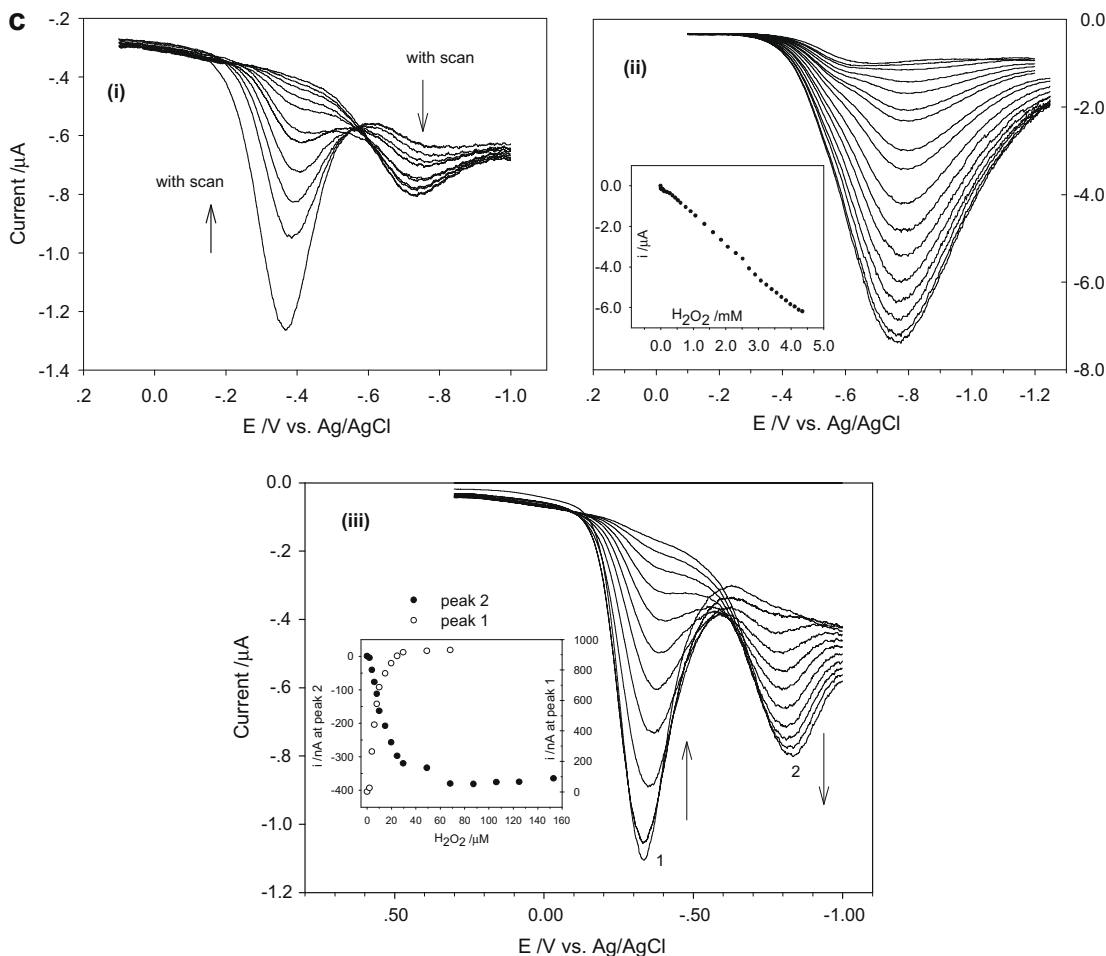 c
(i)
with scan
with scan
Current /µA
-.2
-.4
-.6
-.8
-1.0
-1.2
-1.4
.2 0.0 -.2 -.4 -.6 -.8 -1.0
E /V vs. Ag/AgCl
(ii)
0.0
-2.0
-4.0
-6.0
-8.0
.2 0.0 -.2 -.4 -.6 -.8 -1.0 -1.2
E /V vs. Ag/AgCl
i /µA
0.0
-2.0
-4.0
-6.0
H₂O₂ /mM
0.0 1.0 2.0 3.0 4.0 5.0
(iii)
Current /µA
0.0
-.2
-.4
-.6
-.8
-1.0
-1.2
.50 0.00 -.50 -1.00
E /V vs. Ag/AgCl
1
2
peak 2
peak 1
i /nA at peak 2
0
-100
-200
-300
-400
i /nA at peak 1
1000
800
600
400
200
0
0 20 40 60 80 100 120 140 160
H₂O₂ /µM